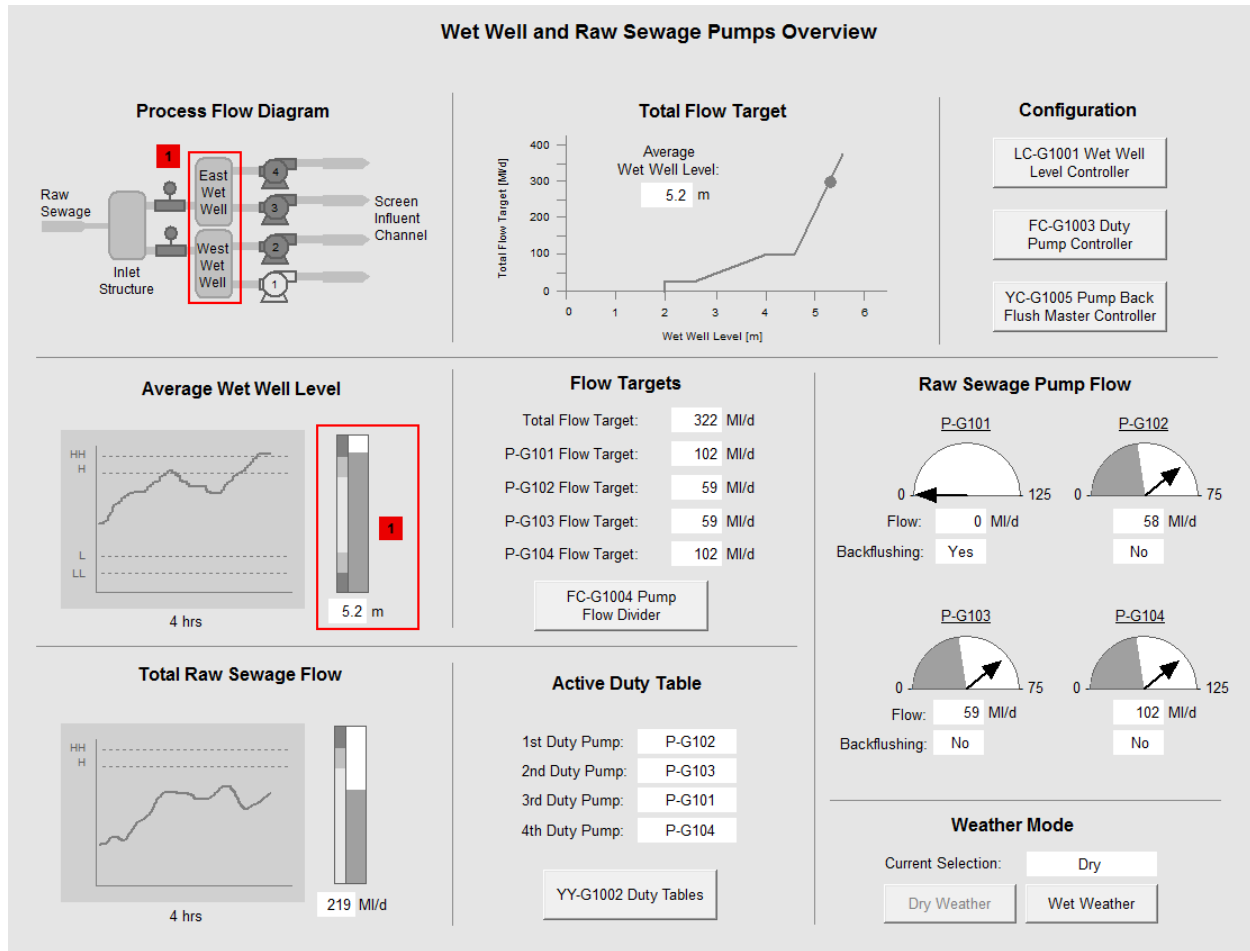 Wet Well and Raw Sewage Pumps Overview
Process Flow Diagram
1
Raw
Sewage
Inlet
Structure
East
Wet
Well
West
Wet
Well
4
3
2
1
Screen
Influent
Channel
Total Flow Target
Average
Wet Well Level:
5.2 m
Total Flow Target [Ml/d]
400
300
200
100
0
0 1 2 3 4 5 6
Wet Well Level [m]
Configuration
LC-G1001 Wet Well
Level Controller
FC-G1003 Duty
Pump Controller
YC-G1005 Pump Back
Flush Master Controller
Average Wet Well Level
HH
H
L
LL
4 hrs
1
5.2 m
Flow Targets
Total Flow Target: 322 Ml/d
P-G101 Flow Target: 102 Ml/d
P-G102 Flow Target: 59 Ml/d
P-G103 Flow Target: 59 Ml/d
P-G104 Flow Target: 102 Ml/d
FC-G1004 Pump
Flow Divider
Raw Sewage Pump Flow
P-G101 P-G102
0 125 0 75
Flow: 0 Ml/d 58 Ml/d
Backflushing: Yes No
P-G103 P-G104
0 75 0 125
Flow: 59 Ml/d 102 Ml/d
Backflushing: No No
Total Raw Sewage Flow
HH
H
4 hrs
219 Ml/d
Active Duty Table
1st Duty Pump: P-G102
2nd Duty Pump: P-G103
3rd Duty Pump: P-G101
4th Duty Pump: P-G104
YY-G1002 Duty Tables
Weather Mode
Current Selection: Dry
Dry Weather Wet Weather